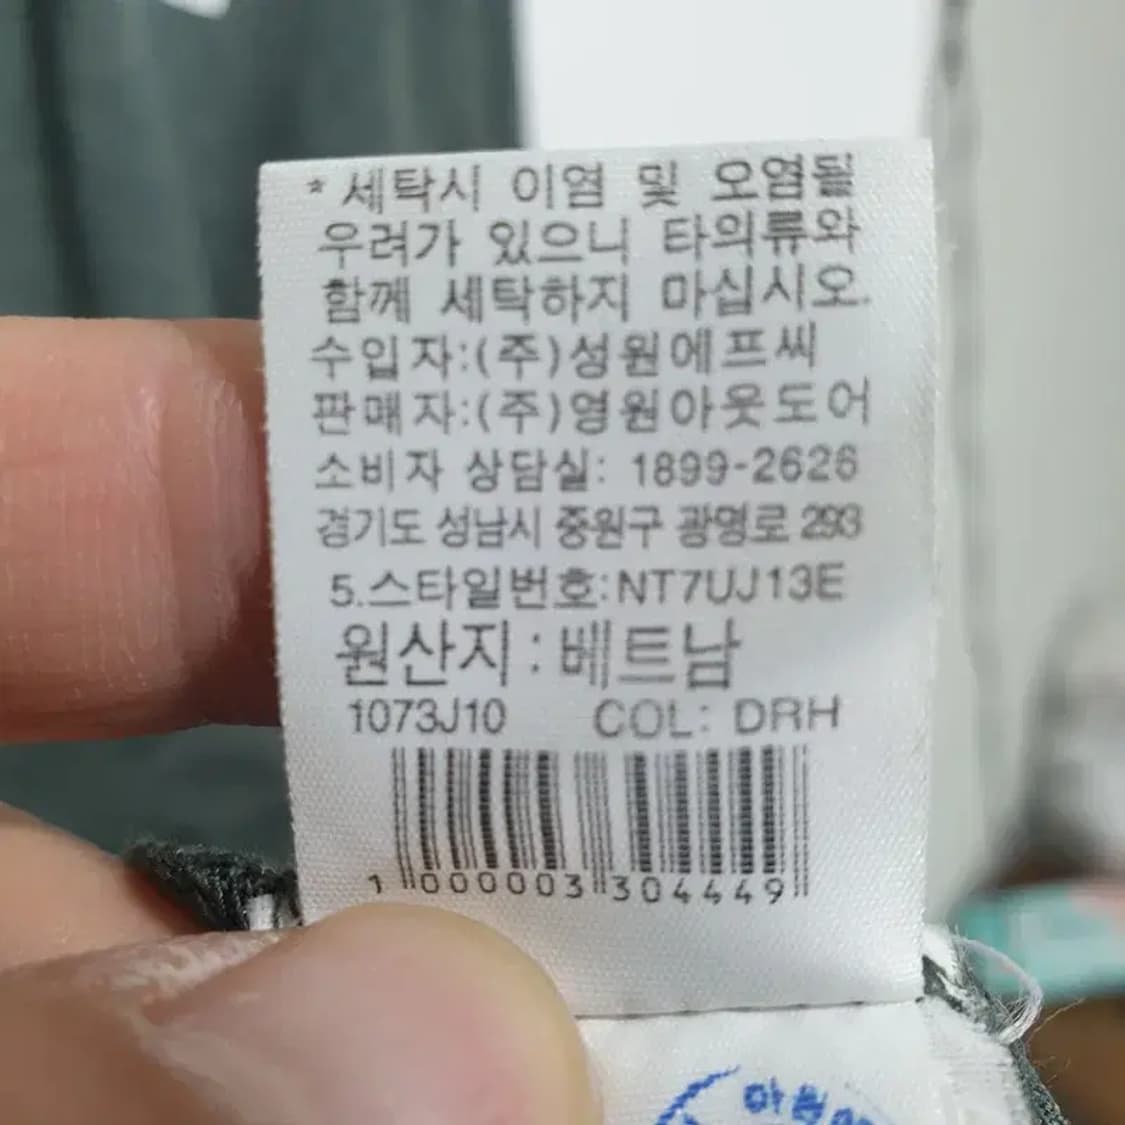 * 세탁시 이염 및 오염될
우려가 있으니 타의류와
함께 세탁하지 마십시오.
수입자:(주)성원에프씨
판매자:(주)영원아웃도어
소비자 상담실: 1899-2626
경기도 성남시 중원구 광명로 293
5.스타일번호:NT7UJ13E
원산지:베트남
1073J10 COL: DRH
1 000003 304449